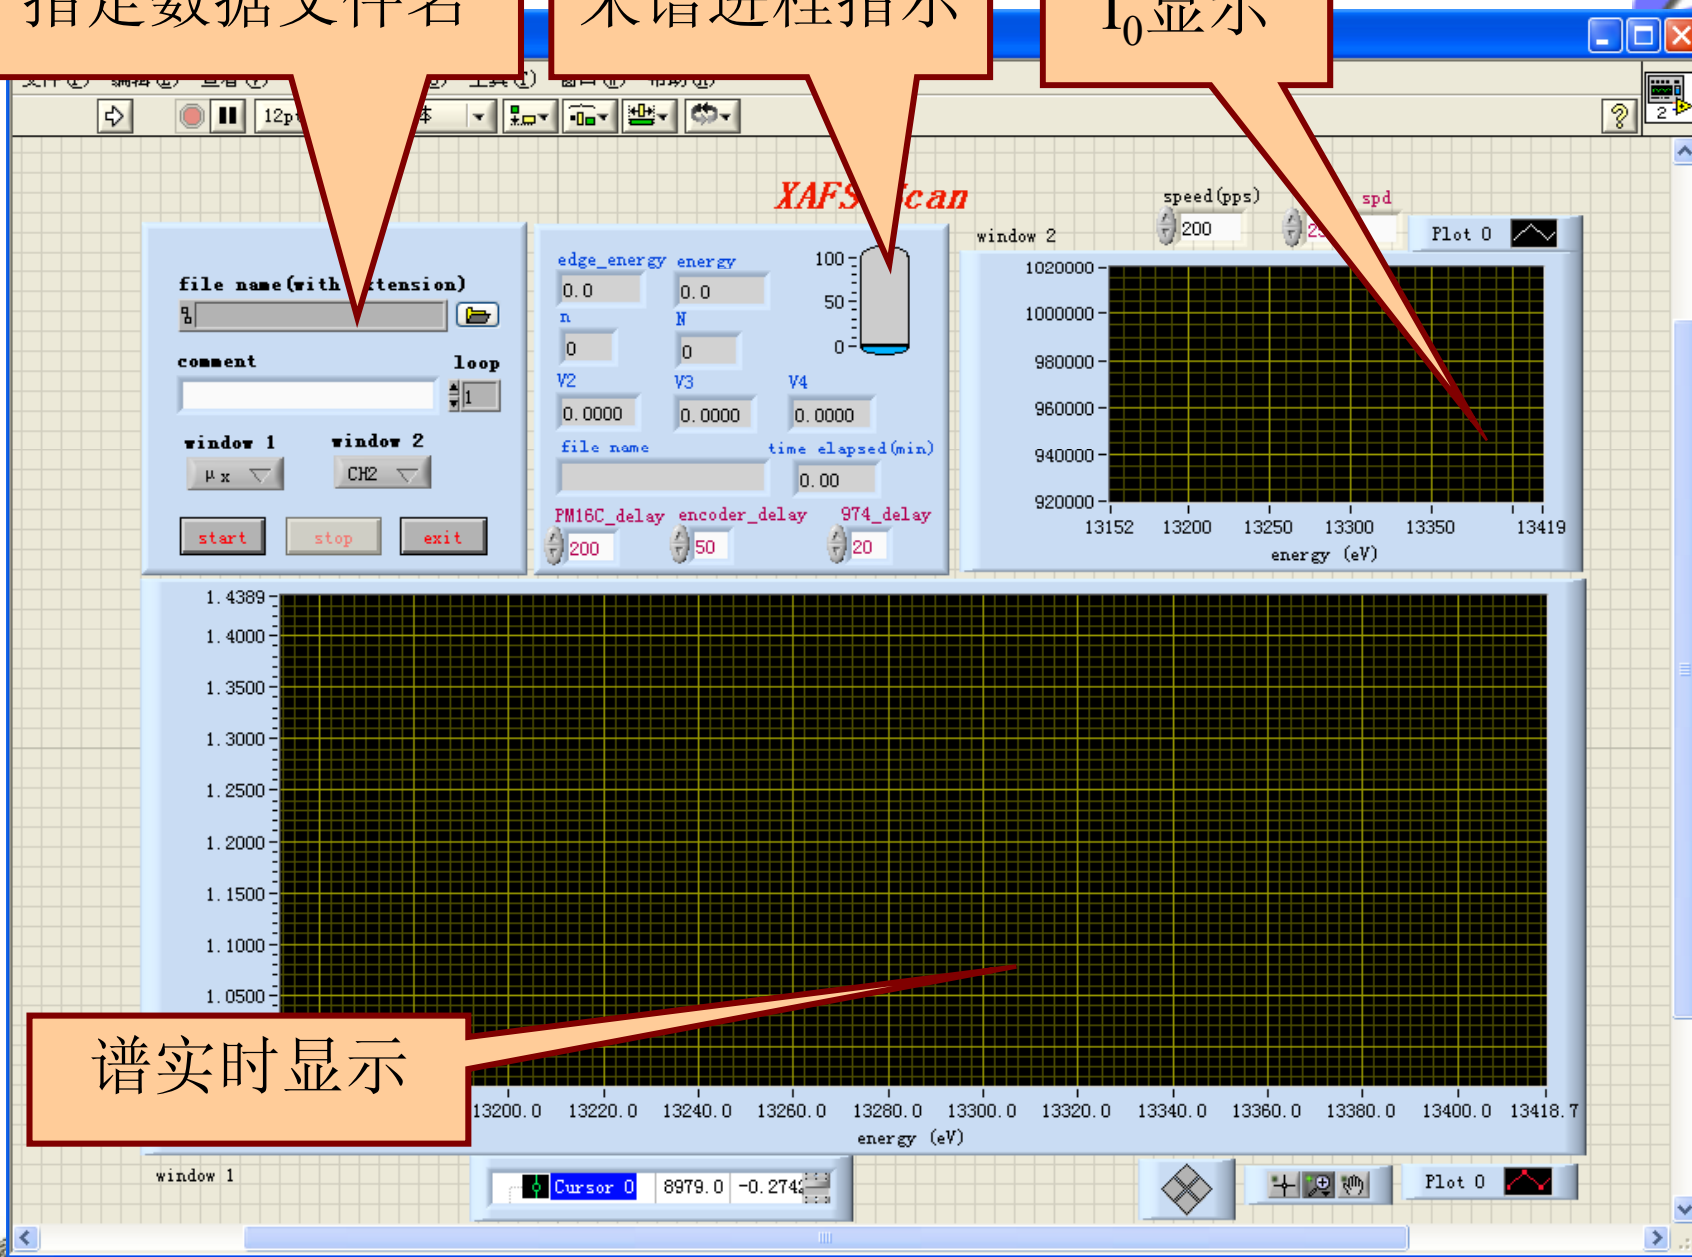 指定数据文件名
采谱进程指示
I₀显示
12p
XAFS Scan
speed(pps)
200
spd
window 2
Plot 0
file name(with extension)
comment
loop
1
window 1
window 2
μx
CH2
start
stop
exit
edge_energy
energy
0.0
0.0
n
N
0
0
100
50
0
V2
V3
V4
0.0000
0.0000
0.0000
file name
time elapsed(min)
0.00
PM16C_delay
encoder_delay
974_delay
200
50
20
1020000
1000000
980000
960000
940000
920000
13152
13200
13250
13300
13350
13419
energy (eV)
1.4389
1.4000
1.3500
1.3000
1.2500
1.2000
1.1500
1.1000
1.0500
谱实时显示
13200.0
13220.0
13240.0
13260.0
13280.0
13300.0
13320.0
13340.0
13360.0
13380.0
13400.0
13418.7
energy (eV)
window 1
Cursor 0
8979.0
-0.274
Plot 0